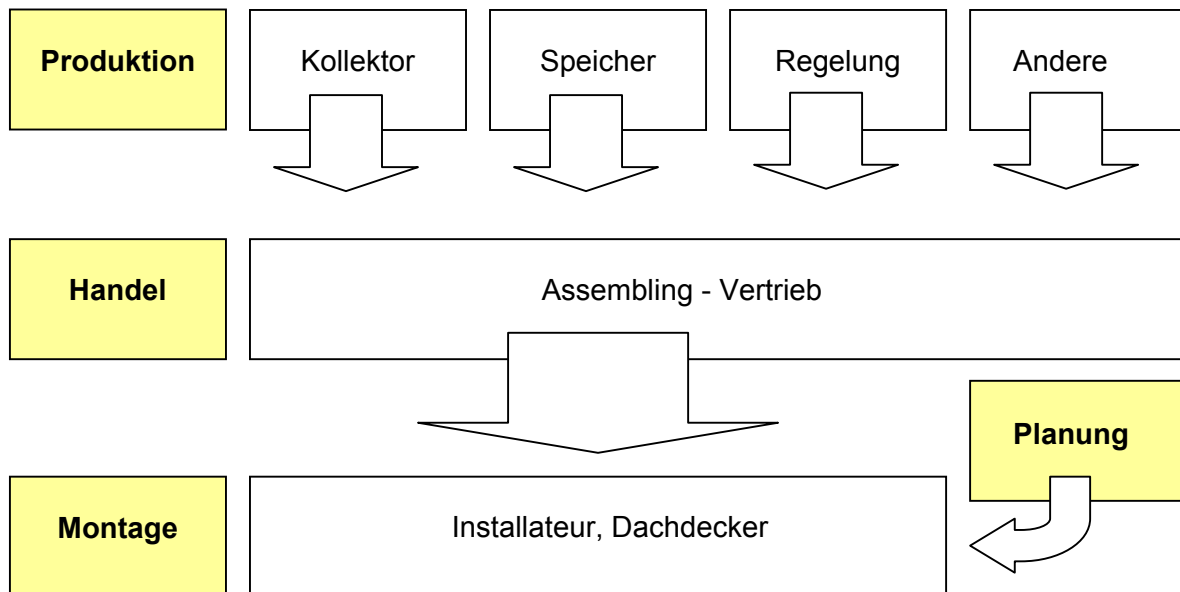 Produktion
Kollektor
Speicher
Regelung
Andere
Handel
Assembling - Vertrieb
Planung
Montage
Installateur, Dachdecker